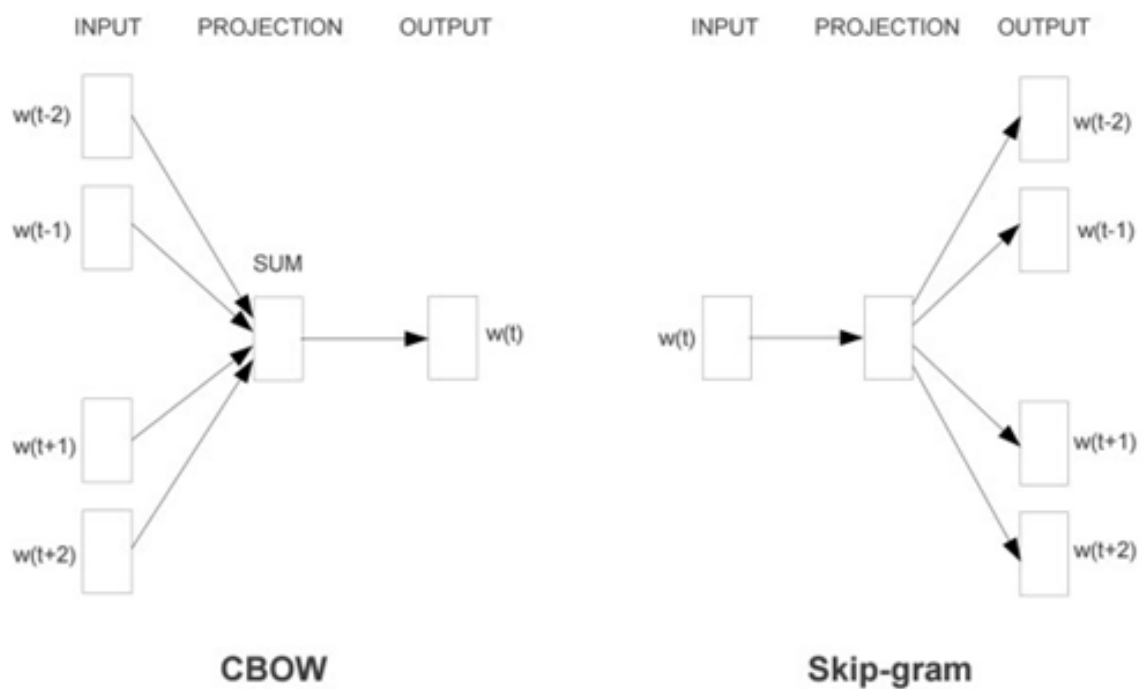 INPUT PROJECTION OUTPUT
w(t-2)
w(t-1)
SUM
w(t)
w(t+1)
w(t+2)
CBOW
INPUT PROJECTION OUTPUT
w(t-2)
w(t-1)
w(t)
w(t+1)
w(t+2)
Skip-gram